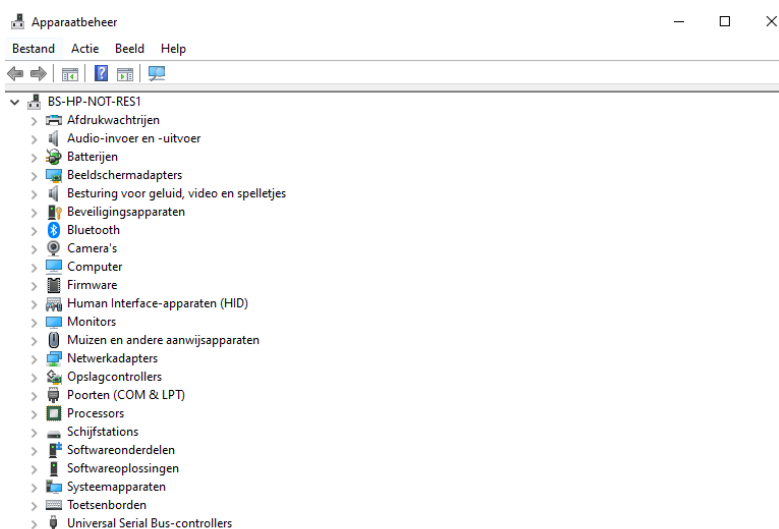 Apparaatbeheer
Bestand Actie Beeld Help
BS-HP-NOT-RES1
Afdrukwachtrijen
Audio-invoer en -uitvoer
Batterijen
Beeldschermadapters
Besturing voor geluid, video en spelletjes
Beveiligingsapparaten
Bluetooth
Camera's
Computer
Firmware
Human Interface-apparaten (HID)
Monitors
Muizen en andere aanwijsapparaten
Netwerkadapters
Opslagcontrollers
Poorten (COM & LPT)
Processors
Schijfstations
Softwareonderdelen
Softwareoplossingen
Systeemapparaten
Toetsenborden
Universal Serial Bus-controllers